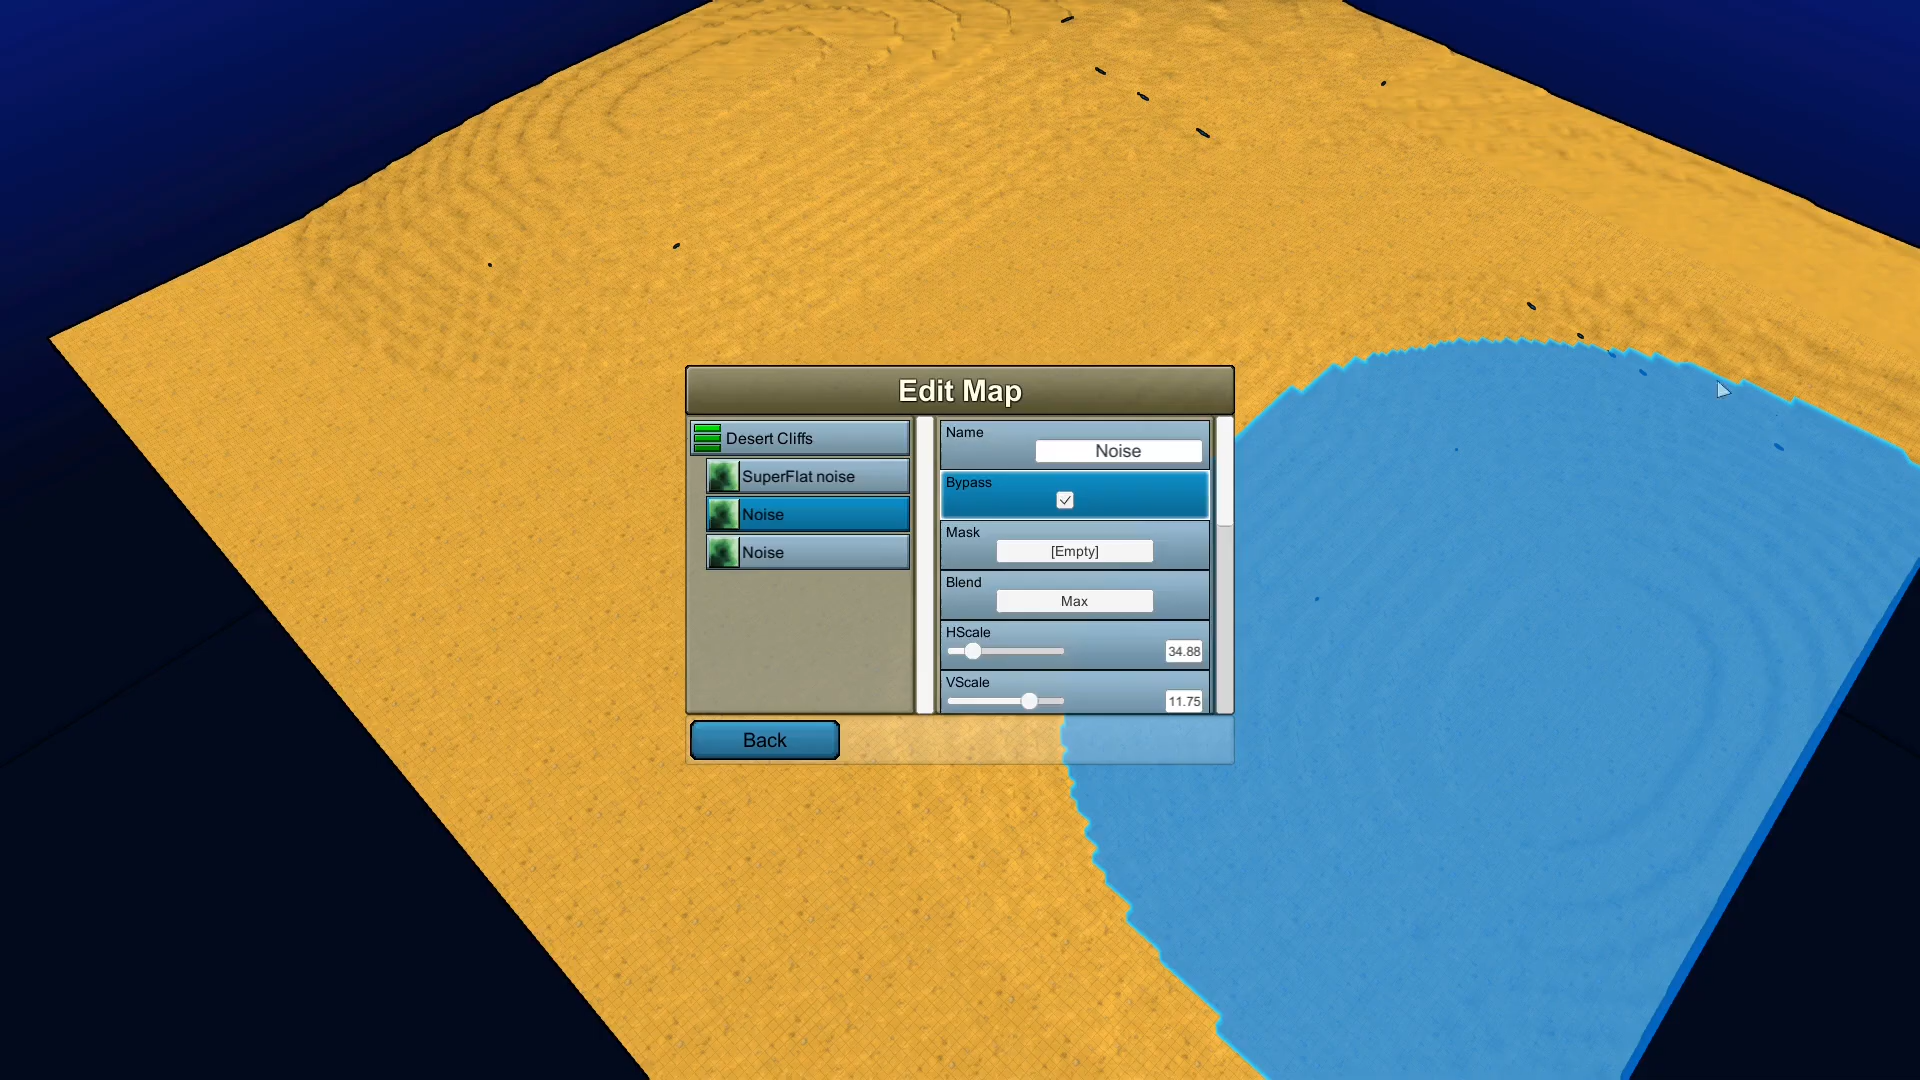 Edit Map
Desert Cliffs
SuperFlat noise
Noise
Noise
Name
Noise
Bypass
Mask
[Empty]
Blend
Max
HScale
34.88
VScale
11.75
Back